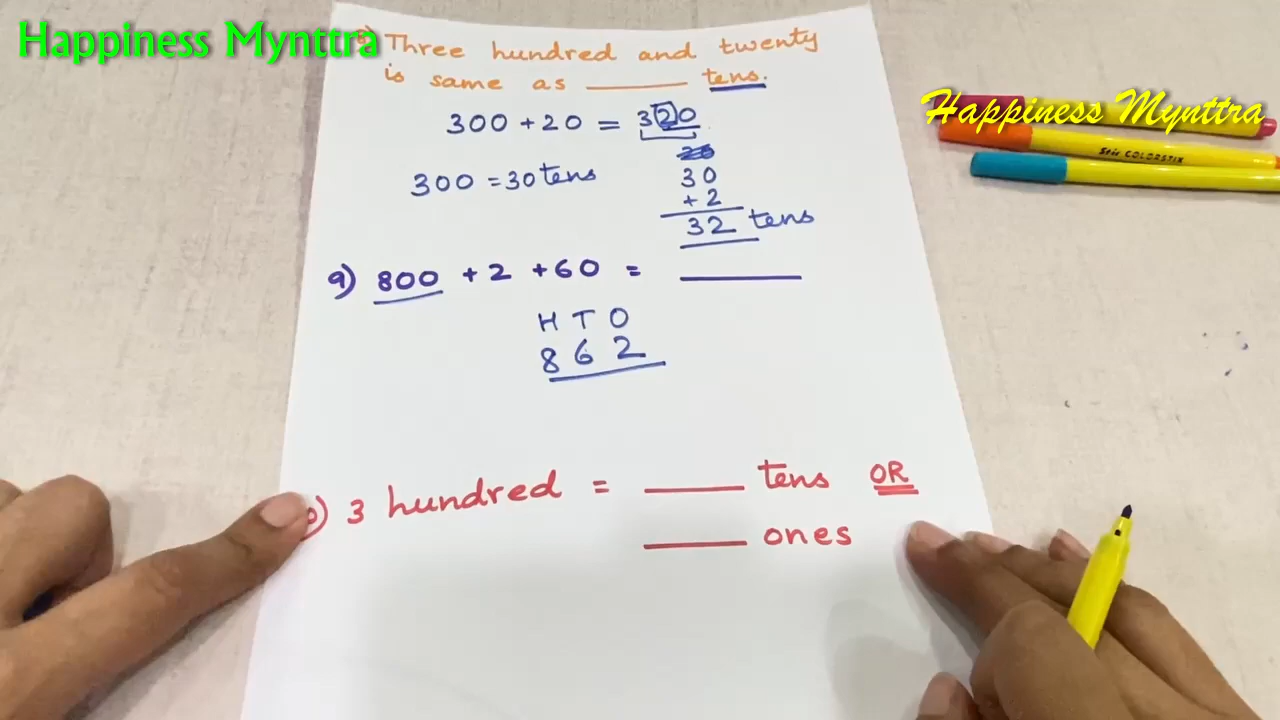 Happiness Mynttra
Happiness Mynttra
Three hundred and twenty
is same as ______ tens.
300 + 20 = 320
300 = 30 tens
30
+ 2
32 tens
9) 800 + 2 + 60 = ______
H T O
8 6 2
3 hundred = ______ tens OR
______ ones
Stic COLORSTIX